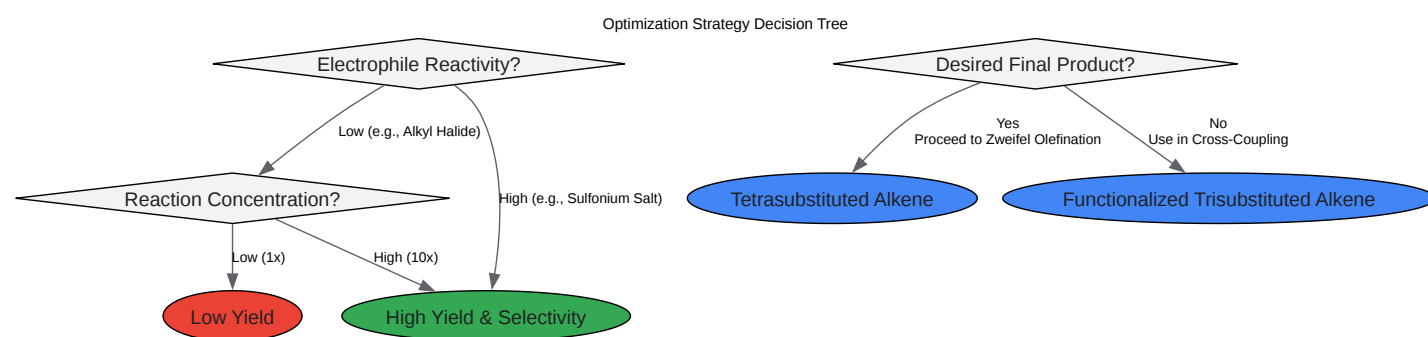 Optimization Strategy Decision Tree
Electrophile Reactivity?
Desired Final Product?
Low (e.g., Alkyl Halide)
Yes
Proceed to Zweifel Olefination
No
Use in Cross-Coupling
Reaction Concentration?
High (e.g., Sulfonium Salt)
Tetrasubstituted Alkene
Functionalized Trisubstituted Alkene
Low (1x)
High (10x)
Low Yield
High Yield & Selectivity